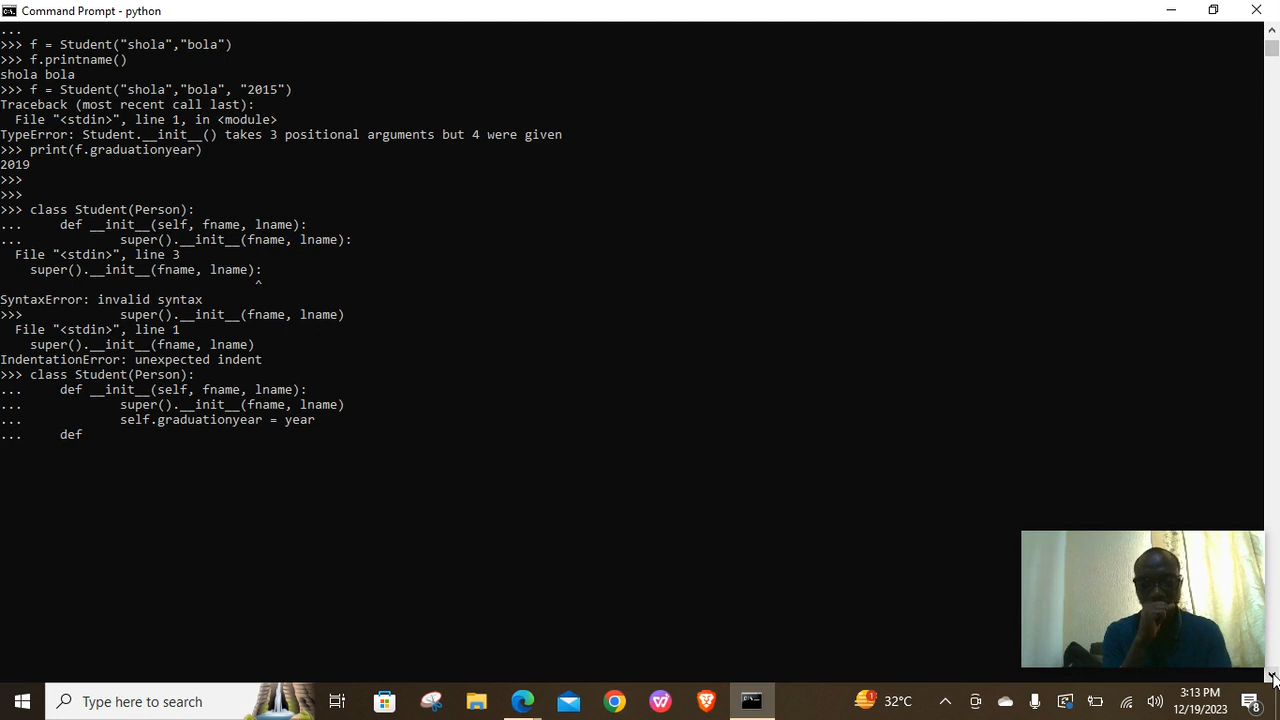 Command Prompt - python
...
>>> f = Student("shola","bola")
>>> f.printname()
shola bola
>>> f = Student("shola","bola", "2015")
Traceback (most recent call last):
  File "<stdin>", line 1, in <module>
TypeError: Student.__init__() takes 3 positional arguments but 4 were given
>>> print(f.graduationyear)
2019
>>>
>>>
>>> class Student(Person):
...     def __init__(self, fname, lname):
...             super().__init__(fname, lname):
  File "<stdin>", line 3
    super().__init__(fname, lname):
                                  ^
SyntaxError: invalid syntax
>>>             super().__init__(fname, lname)
  File "<stdin>", line 1
    super().__init__(fname, lname)
IndentationError: unexpected indent
>>> class Student(Person):
...     def __init__(self, fname, lname):
...             super().__init__(fname, lname)
...             self.graduationyear = year
...     def
Type here to search
32°C
3:13 PM
12/19/2023
8